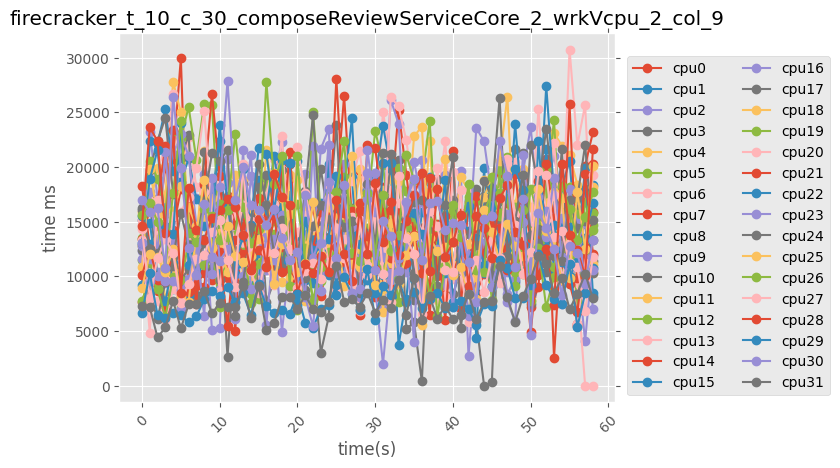 firecracker_t_10_c_30_composeReviewServiceCore_2_wrkVcpu_2_col_9
time ms
30000
25000
20000
15000
10000
5000
0
0
10
20
30
40
50
60
time(s)
cpu0
cpu1
cpu2
cpu3
cpu4
cpu5
cpu6
cpu7
cpu8
cpu9
cpu10
cpu11
cpu12
cpu13
cpu14
cpu15
cpu16
cpu17
cpu18
cpu19
cpu20
cpu21
cpu22
cpu23
cpu24
cpu25
cpu26
cpu27
cpu28
cpu29
cpu30
cpu31